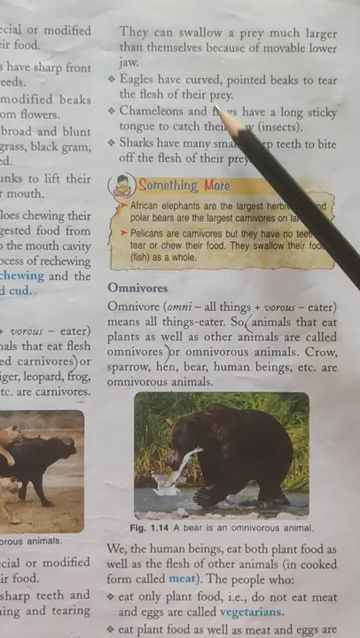 ecial or modified
eir food.
s have sharp front
eeds.
modified beaks
om flowers.
broad and blunt
grass, black gram,
ed.
unks to lift their
r mouth.
loes chewing their
gested food from
o the mouth cavity
ocess of rechewing
chewing and the
d cud.
+ vorous – eater)
nals that eat flesh
ed carnivores) or
iger, leopard, frog,
tc. are carnivores.
orous animals.
cial or modified
ir food.
sharp teeth and
ing and tearing
They can swallow a prey much larger
than themselves because of movable lower
jaw.
❖ Eagles have curved, pointed beaks to tear
the flesh of their prey.
❖ Chameleons and have a long sticky
tongue to catch their (insects).
❖ Sharks have many teeth to bite
off the flesh of their prey
Something More
➤ African elephants are the largest and
polar bears are the largest carnivores on
➤ Pelicans are carnivores but they have no
tear or chew their food. They swallow their
(fish) as a whole.
Omnivores
Omnivore (omni – all things + vorous – eater)
means all things-eater. So, (animals that eat
plants as well as other animals are called
omnivores) or omnivorous animals. Crow,
sparrow, hen, bear, human beings, etc. are
omnivorous animals.
Fig. 1.14 A bear is an omnivorous animal.
We, the human beings, eat both plant food as
well as the flesh of other animals (in cooked
form called meat). The people who:
❖ eat only plant food, i.e., do not eat meat
and eggs are called vegetarians.
❖ eat plant food as well as meat and eggs are